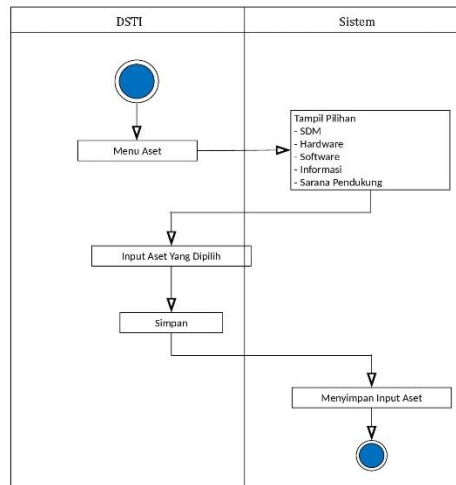 DSTI
Sistem
Menu Aset
Tampil Pilihan
- SDM
- Hardware
- Software
- Informasi
- Sarana Pendukung
Input Aset Yang Dipilih
Simpan
Menyimpan Input Aset